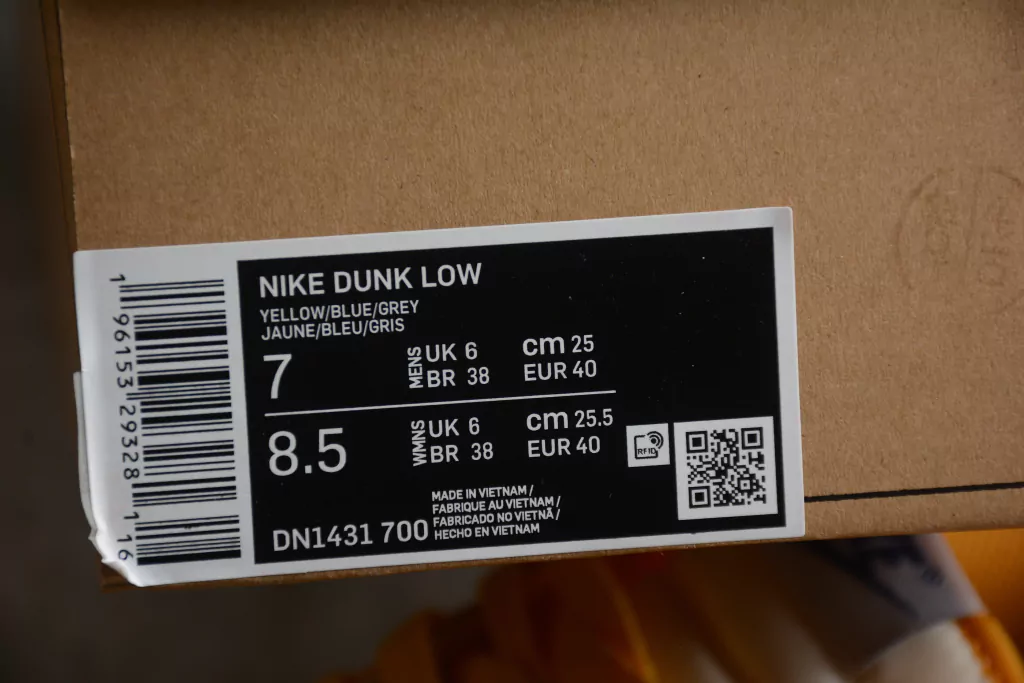 NIKE DUNK LOW
YELLOW/BLUE/GREY
JAUNE/BLEU/GRIS
7
MENS
UK 6
BR 38
cm 25
EUR 40
8.5
WMNS
UK 6
BR 38
cm 25.5
EUR 40
RFID
DN1431 700
MADE IN VIETNAM /
FABRIQUE AU VIETNAM /
FABRICADO NO VIETNÃ /
HECHO EN VIETNAM
1 96153 29328 1 16